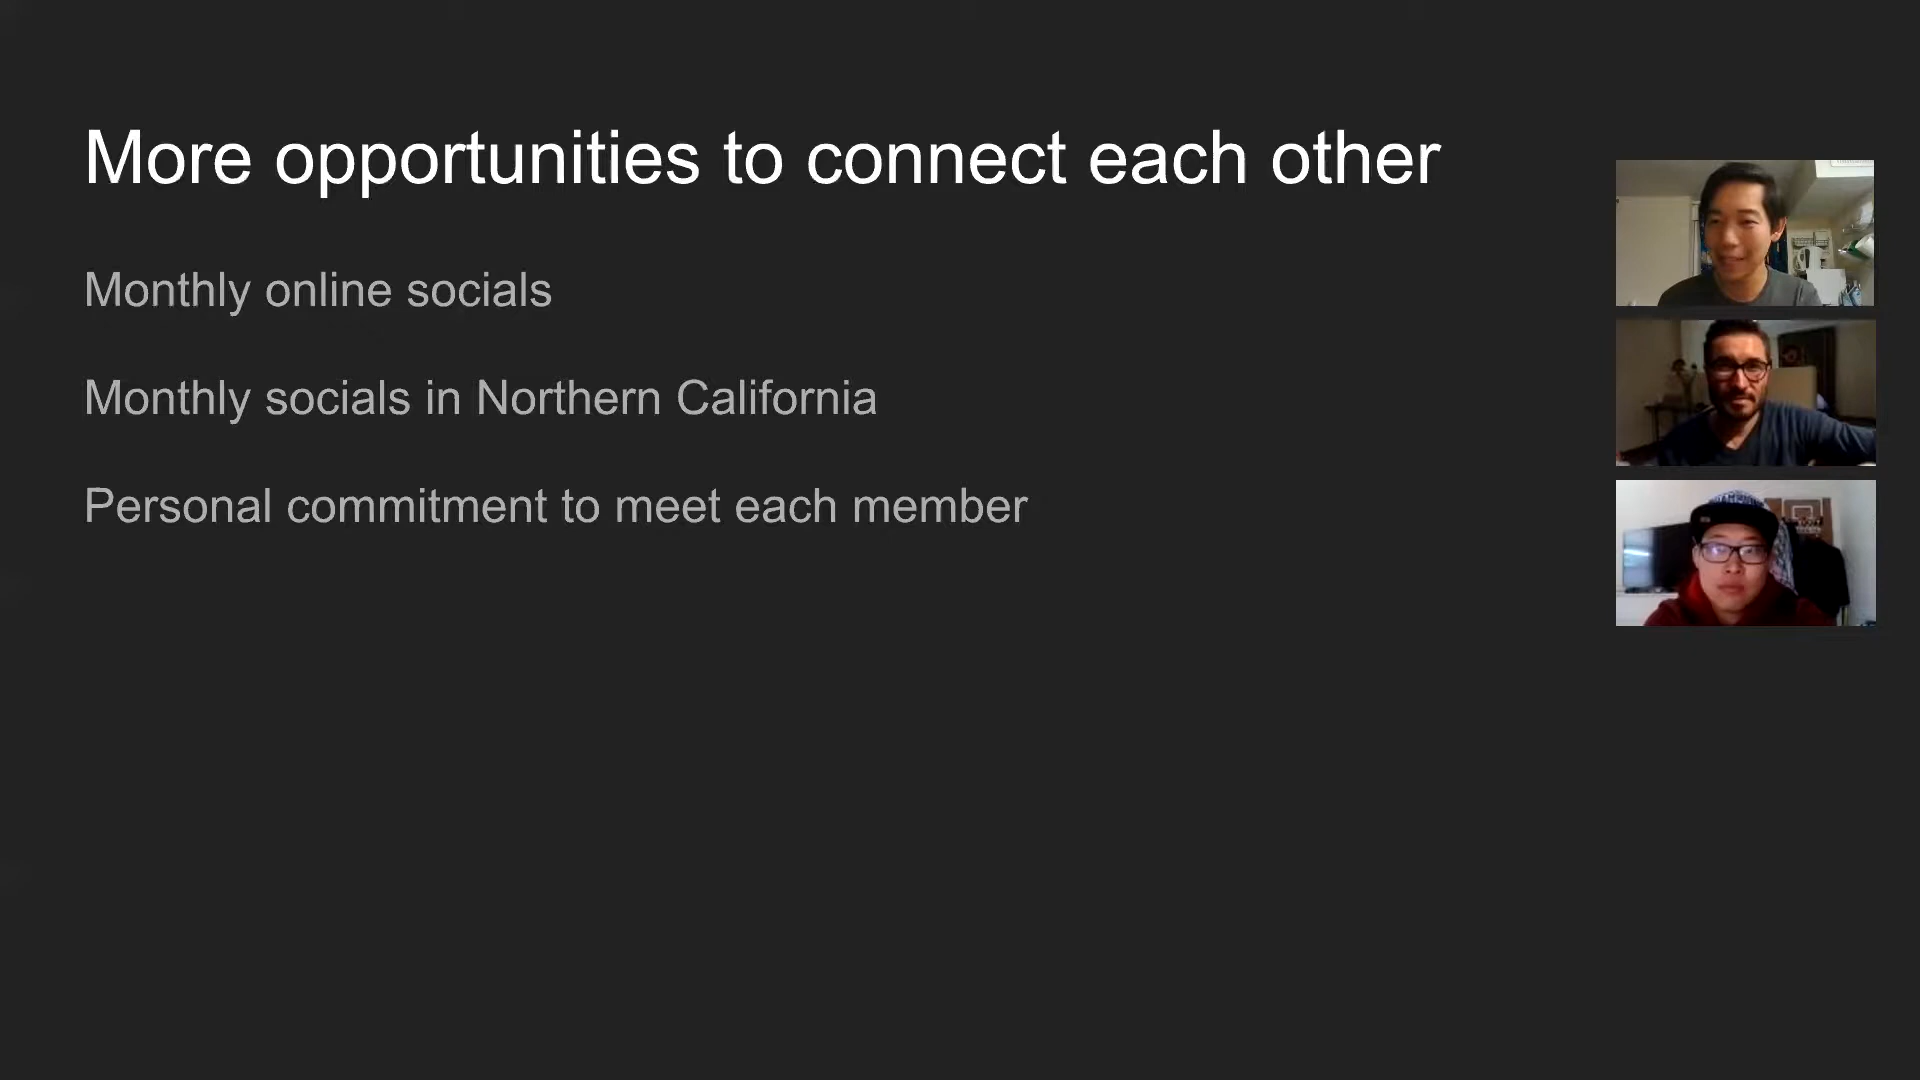 More opportunities to connect each other
Monthly online socials
Monthly socials in Northern California
Personal commitment to meet each member